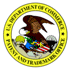 U.S. DEPARTMENT OF COMMERCE
PATENT AND TRADEMARK OFFICE